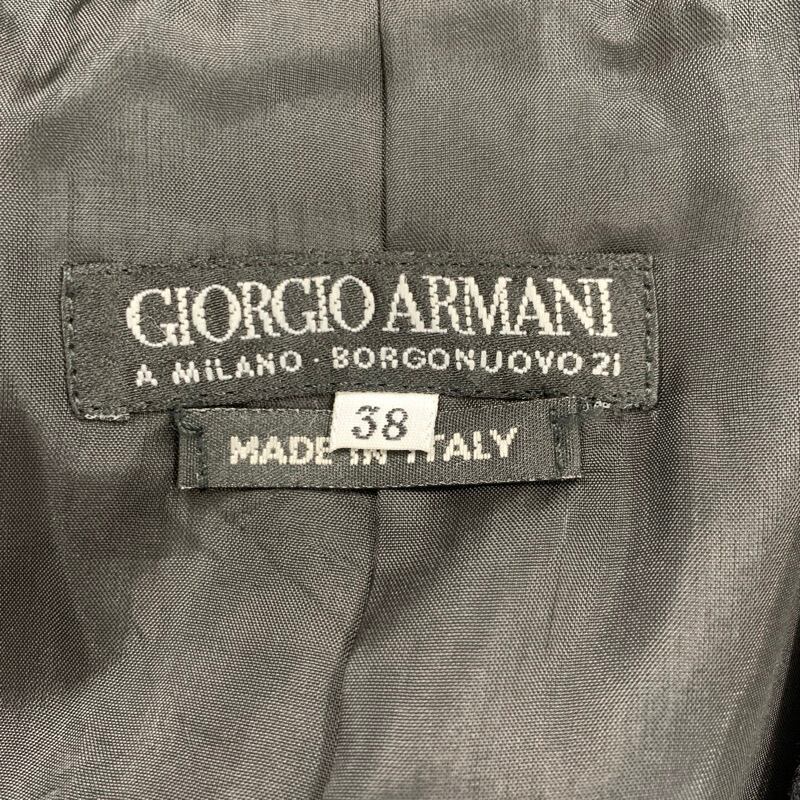 GIORGIO ARMANI
A MILANO · BORGONUOVO 21
38
MADE IN ITALY